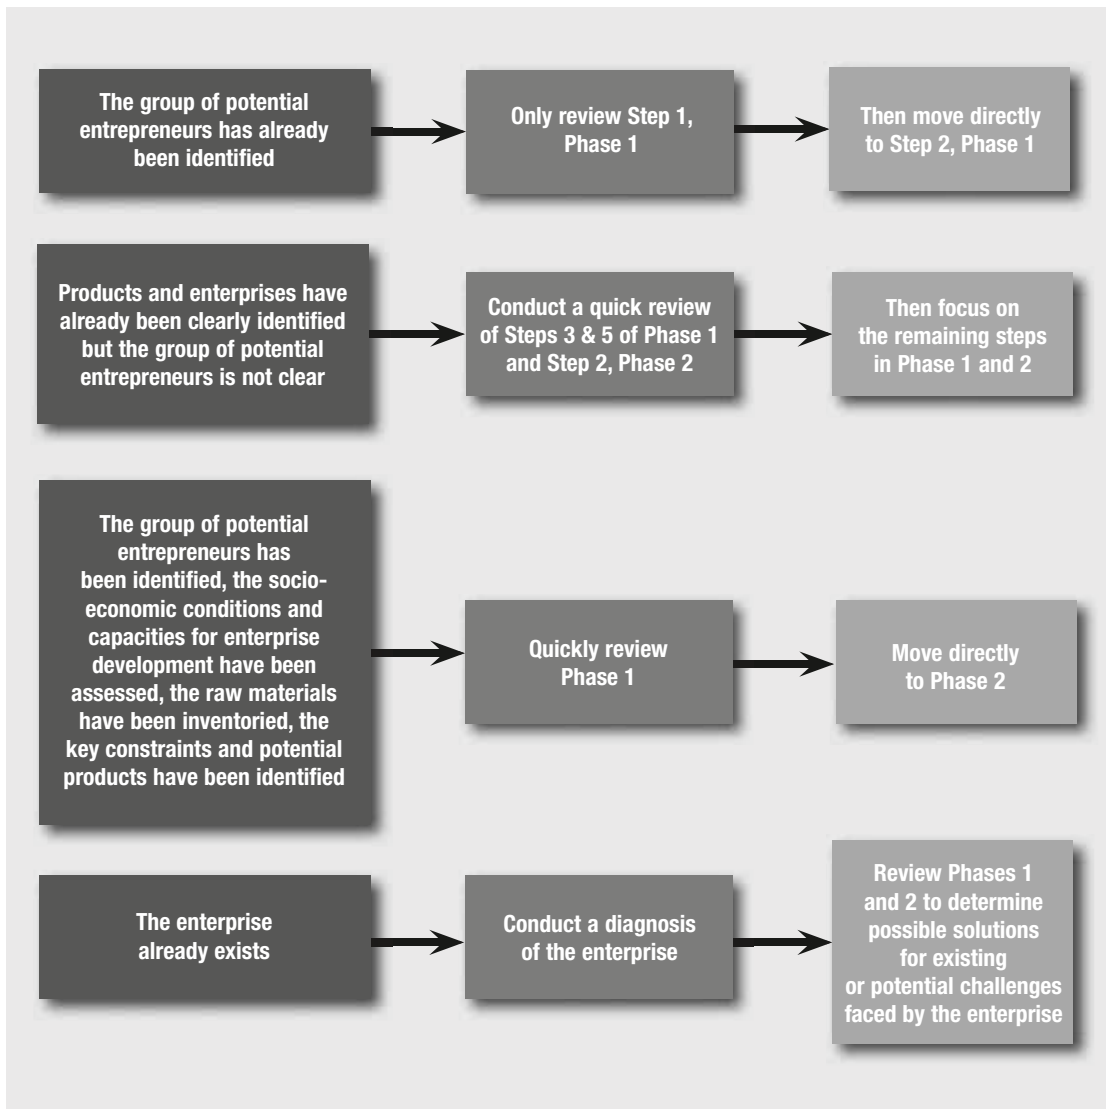 The group of potential
entrepreneurs has already
been identified
Only review Step 1,
Phase 1
Then move directly
to Step 2, Phase 1
Products and enterprises have
already been clearly identified
but the group of potential
entrepreneurs is not clear
Conduct a quick review
of Steps 3 & 5 of Phase 1
and Step 2, Phase 2
Then focus on
the remaining steps
in Phase 1 and 2
The group of potential
entrepreneurs has
been identified, the socio-
economic conditions and
capacities for enterprise
development have been
assessed, the raw materials
have been inventoried, the
key constraints and potential
products have been identified
Quickly review
Phase 1
Move directly
to Phase 2
The enterprise
already exists
Conduct a diagnosis
of the enterprise
Review Phases 1
and 2 to determine
possible solutions
for existing
or potential challenges
faced by the enterprise